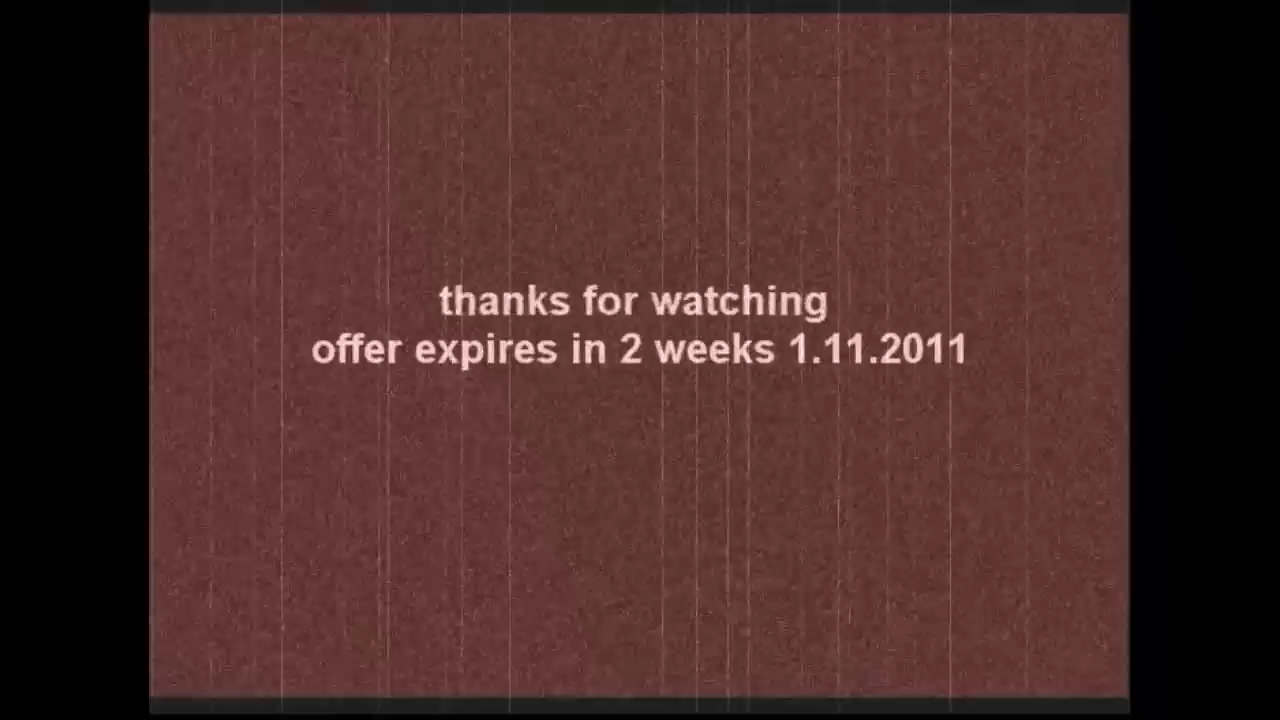 thanks for watching
offer expires in 2 weeks 1.11.2011